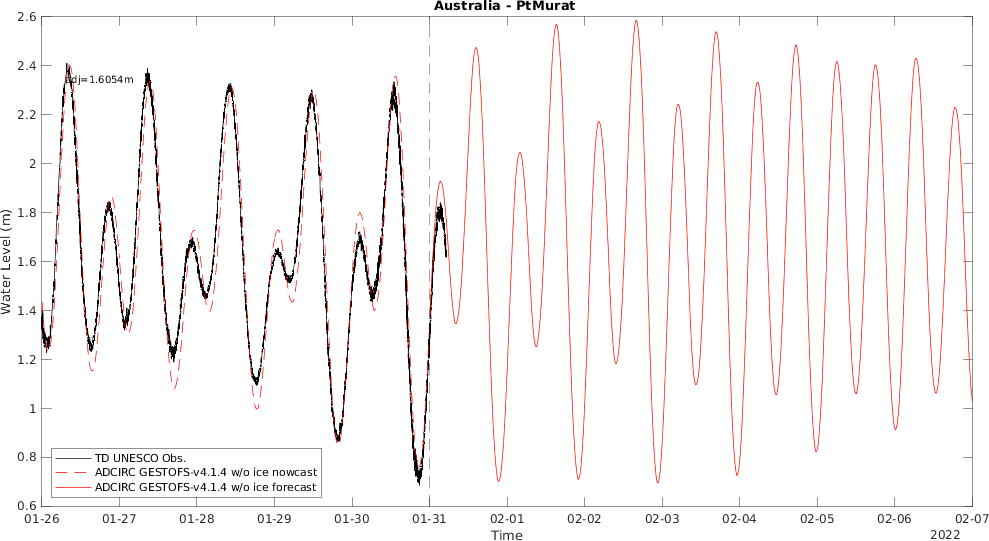 Australia - PtMurat
2.6
2.4
2.2
2
1.8
1.6
1.4
1.2
1
0.8
0.6
Water Level (m)
adj=1.6054m
TD UNESCO Obs.
ADCIRC GESTOFS-v4.1.4 w/o ice nowcast
ADCIRC GESTOFS-v4.1.4 w/o ice forecast
01-26 01-27 01-28 01-29 01-30 01-31 02-01 02-02 02-03 02-04 02-05 02-06 02-07
Time
2022